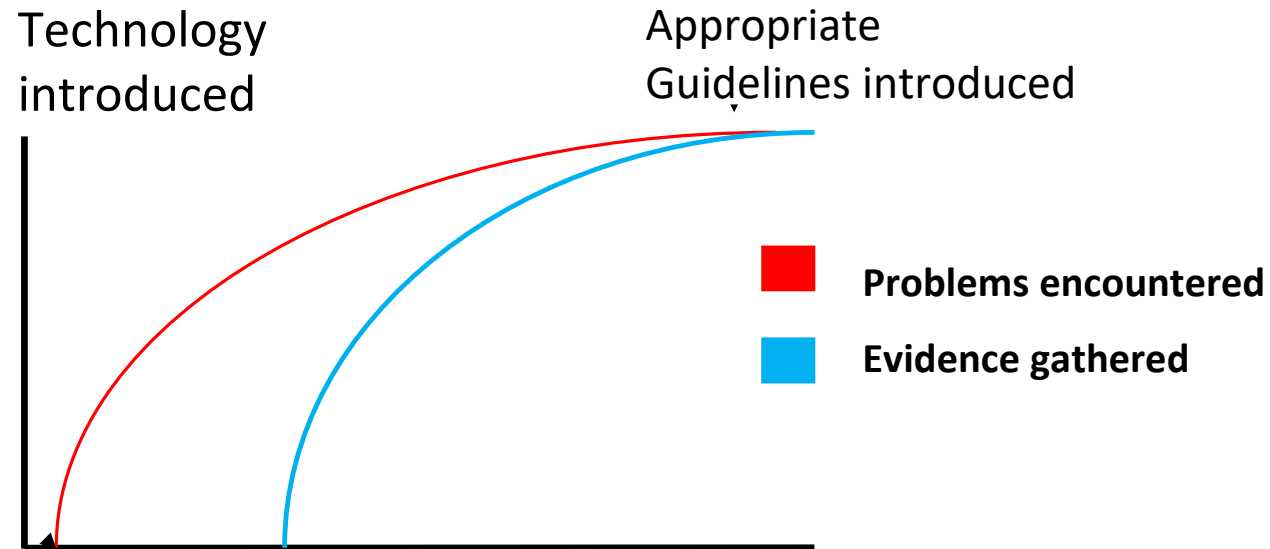 Technology
introduced
Appropriate
Guidelines introduced
Problems encountered
Evidence gathered